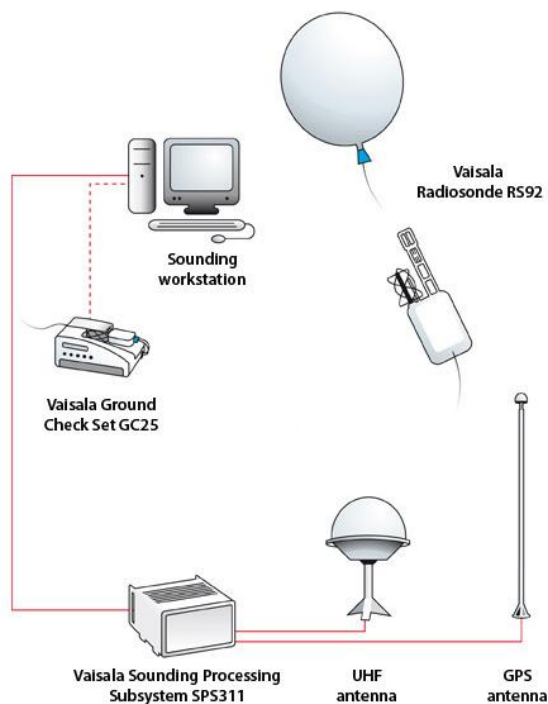 Vaisala
Radiosonde RS92
Sounding
workstation
Vaisala Ground
Check Set GC25
Vaisala Sounding Processing
Subsystem SPS311
UHF
antenna
GPS
antenna